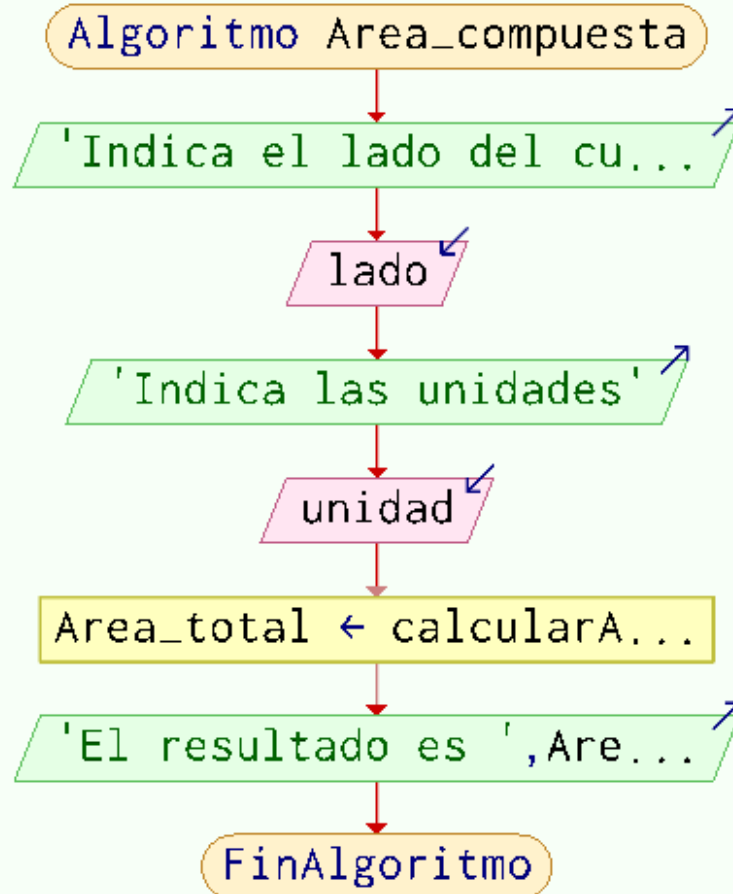 Algoritmo Area_compuesta
'Indica el lado del cu...
lado
'Indica las unidades'
unidad
Area_total ← calcularA...
'El resultado es ',Are...
FinAlgoritmo